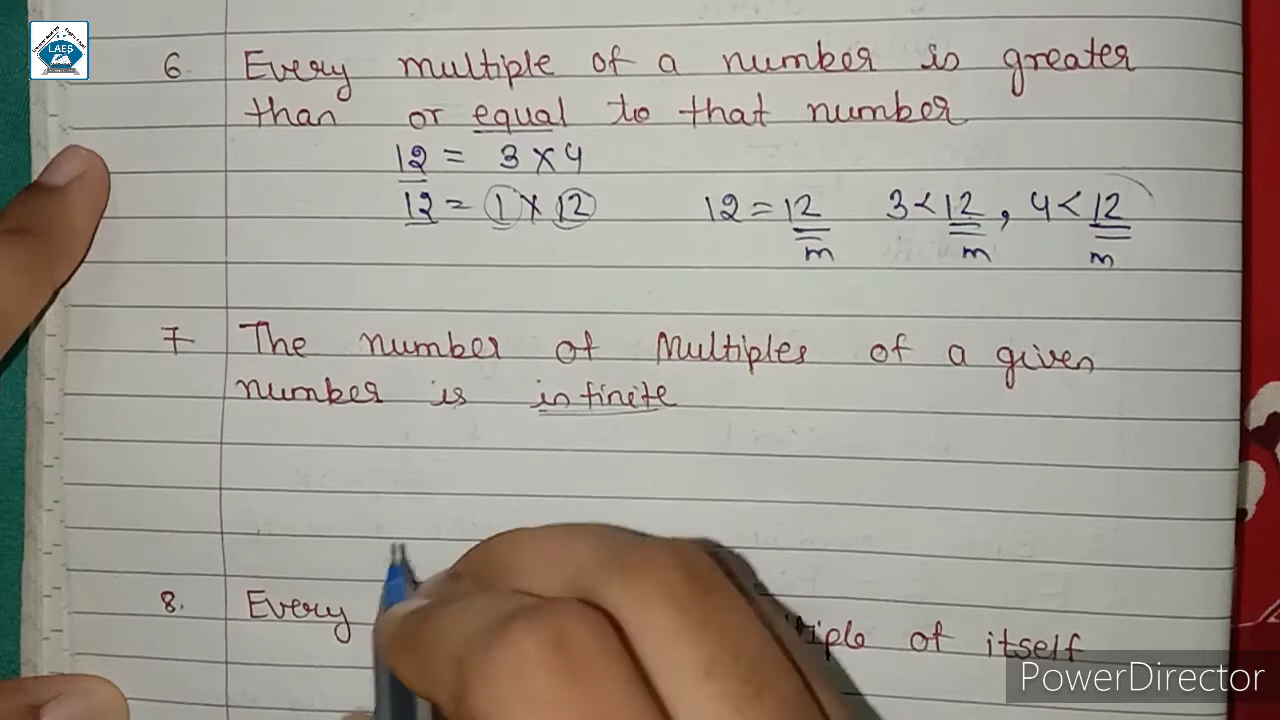 LAES
6. Every multiple of a number is greater
than or equal to that number
12 = 3 × 4
12 = 1 × 12 12 = 12 3 < 12 , 4 < 12
m m m
7 The number of Multiples of a given
number is infinite
8. Every of itself
PowerDirector